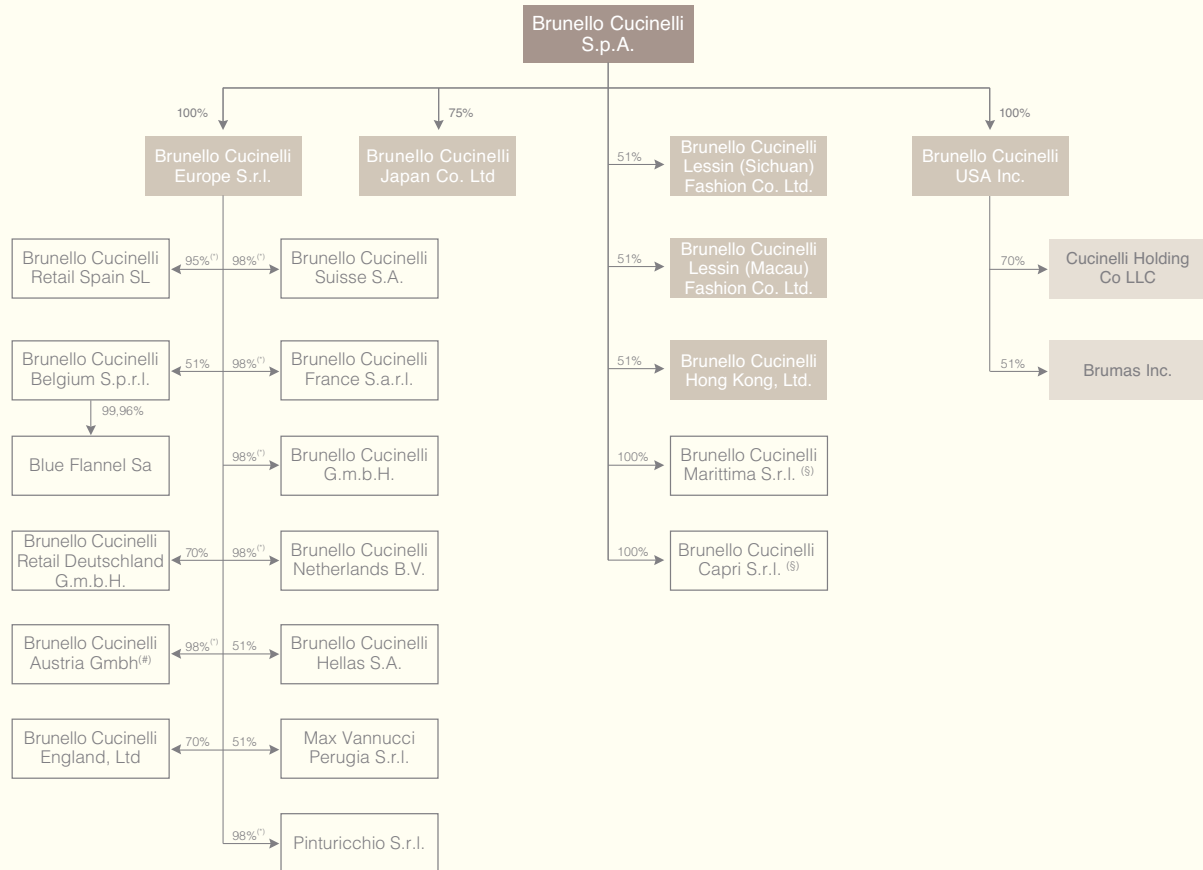 Brunello Cucinelli
S.p.A.
100%
75%
100%
Brunello Cucinelli
Europe S.r.l.
Brunello Cucinelli
Japan Co. Ltd
51%
Brunello Cucinelli
Lessin (Sichuan)
Fashion Co. Ltd.
Brunello Cucinelli
USA Inc.
Brunello Cucinelli
Retail Spain SL
95%(*)
98%(*)
Brunello Cucinelli
Suisse S.A.
51%
Brunello Cucinelli
Lessin (Macau)
Fashion Co. Ltd.
70%
Cucinelli Holding
Co LLC
Brunello Cucinelli
Belgium S.p.r.l.
51%
98%(*)
Brunello Cucinelli
France S.a.r.l.
51%
Brunello Cucinelli
Hong Kong, Ltd.
51%
Brumas Inc.
99,96%
Blue Flannel Sa
98%(*)
Brunello Cucinelli
G.m.b.H.
100%
Brunello Cucinelli
Marittima S.r.l. (§)
Brunello Cucinelli
Retail Deutschland
G.m.b.H.
70%
98%(*)
Brunello Cucinelli
Netherlands B.V.
100%
Brunello Cucinelli
Capri S.r.l. (§)
Brunello Cucinelli
Austria Gmbh(#)
98%(*)
51%
Brunello Cucinelli
Hellas S.A.
Brunello Cucinelli
England, Ltd
70%
51%
Max Vannucci
Perugia S.r.l.
98%(*)
Pinturicchio S.r.l.